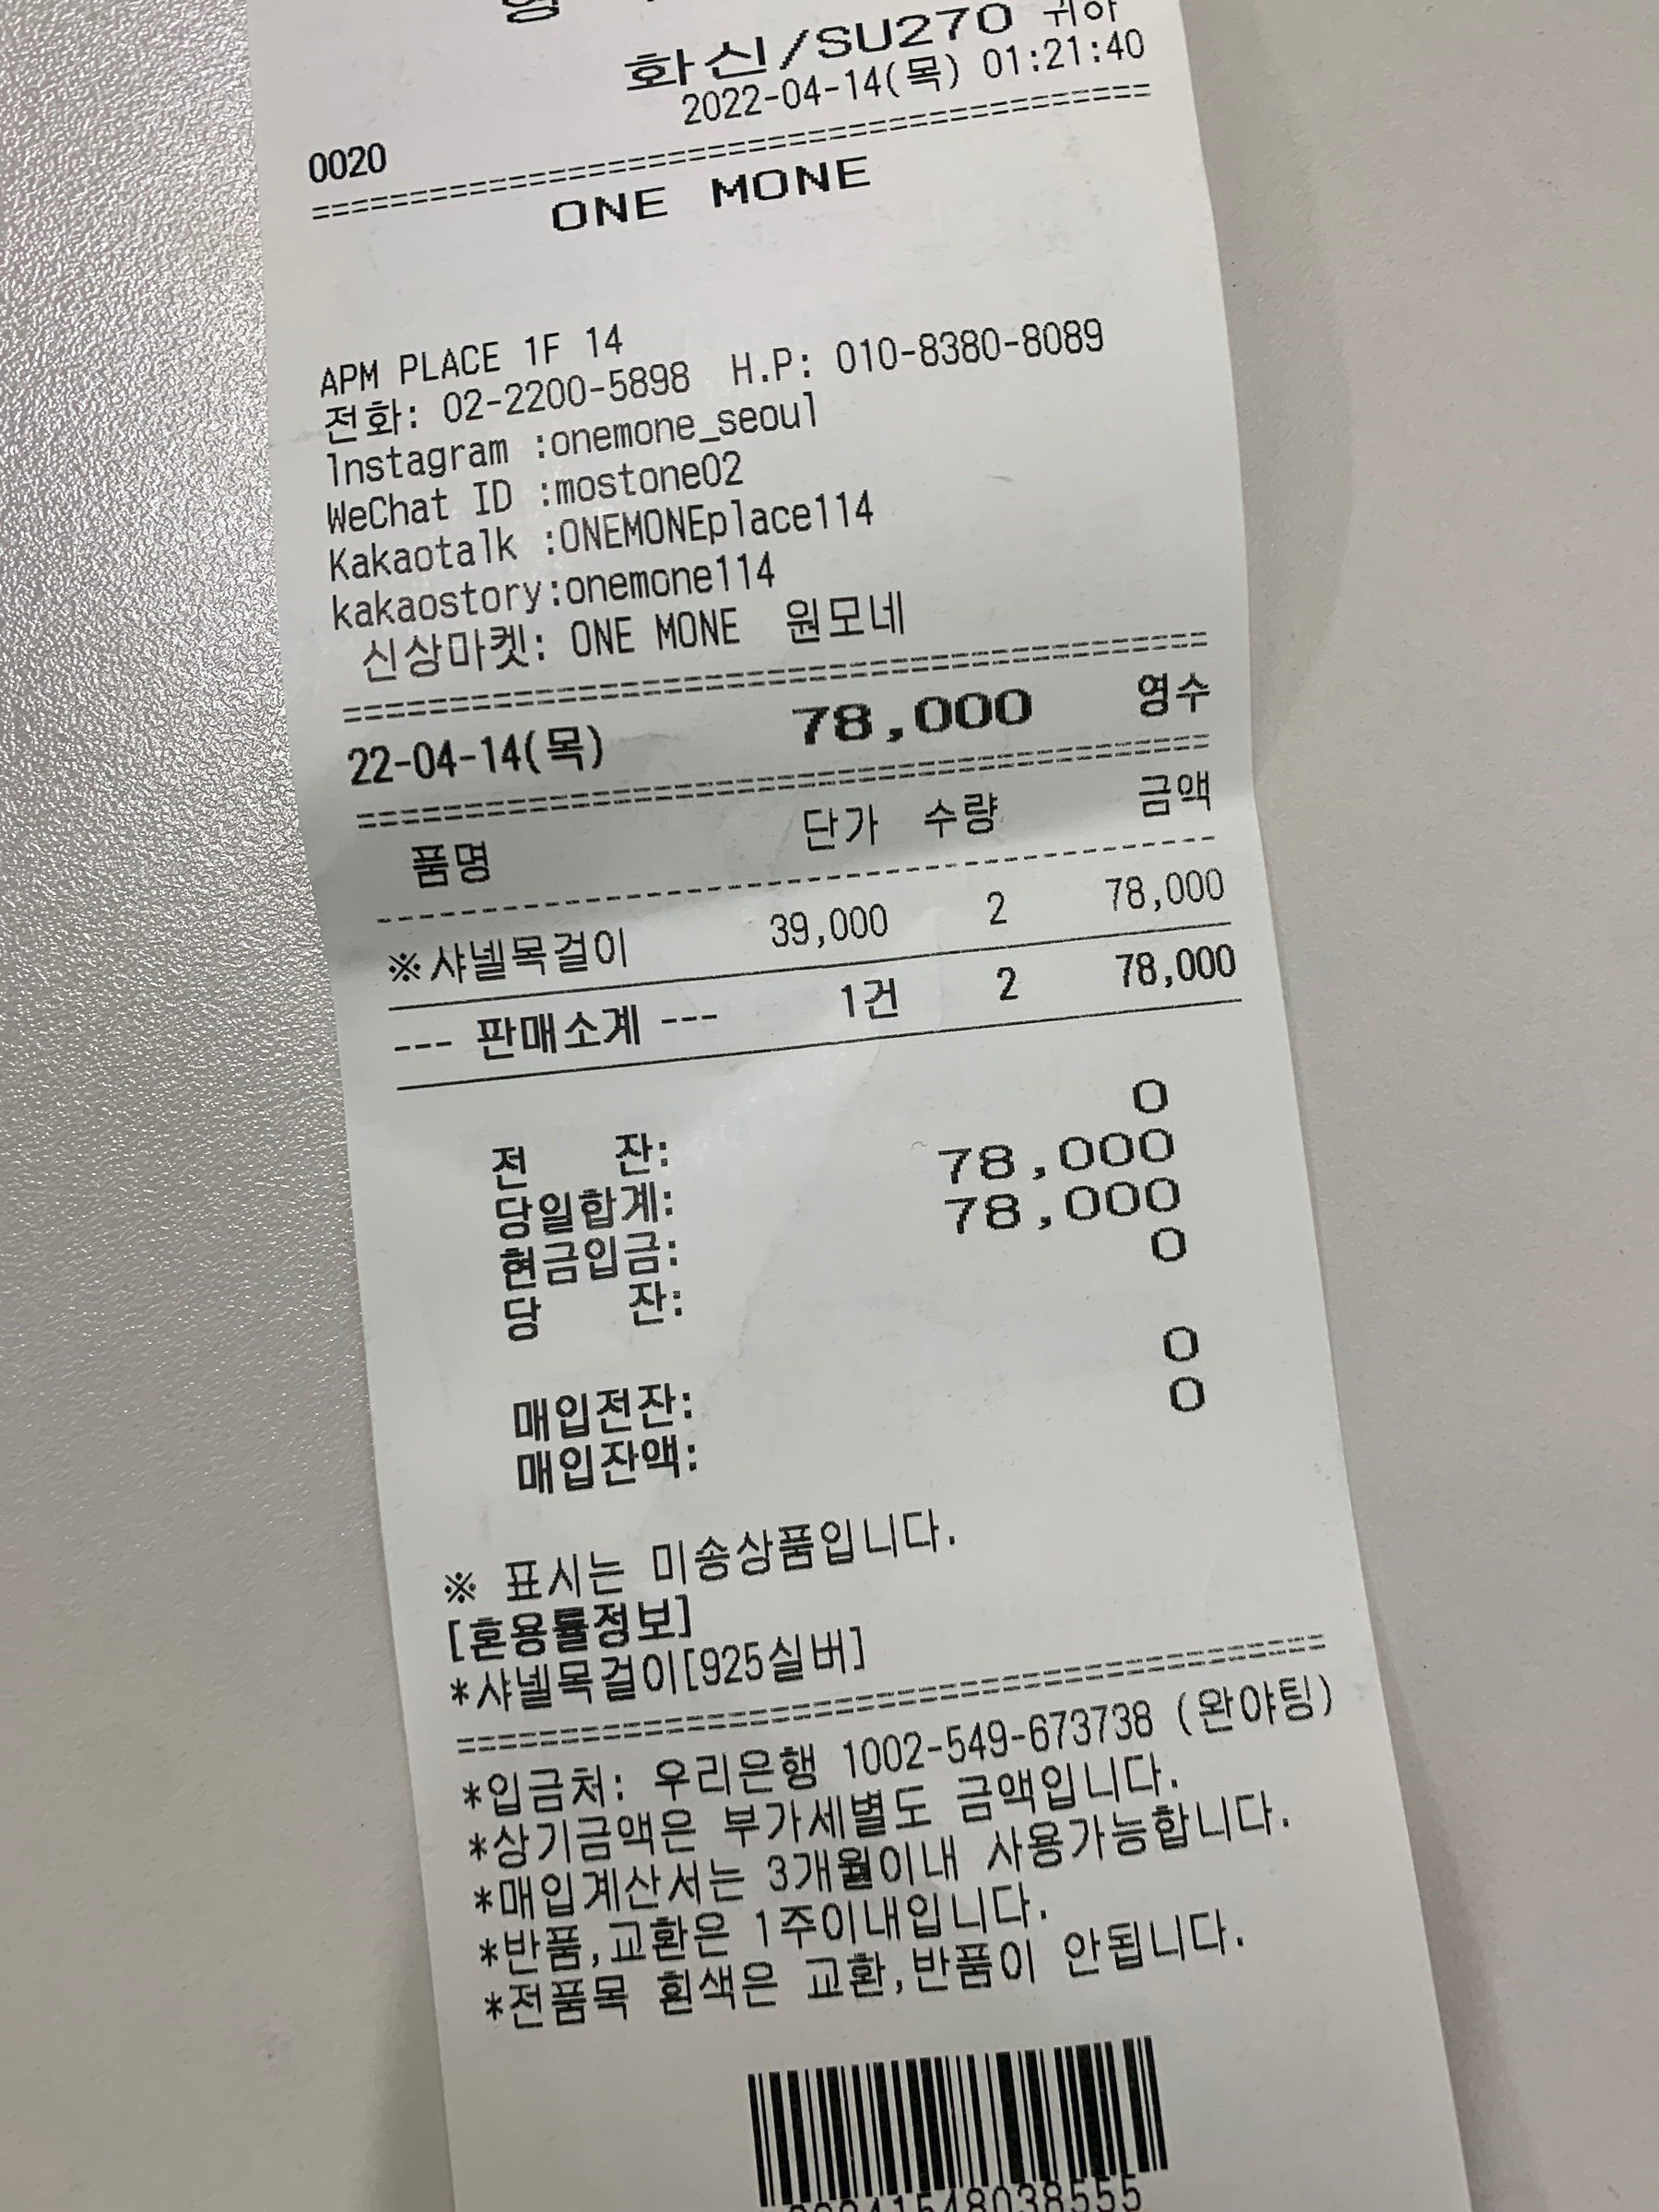 화신/SU270 귀하
2022-04-14(목) 01:21:40
0020
ONE MONE
APM PLACE 1F 14
전화: 02-2200-5898 H.P: 010-8380-8089
Instagram :onemone_seoul
WeChat ID :mostone02
Kakaotalk :ONEMONEplace114
kakaostory:onemone114
신상마켓: ONE MONE 원모네
22-04-14(목) 78,000 영수
품명 단가 수량 금액
※샤넬목걸이 39,000 2 78,000
--- 판매소계 --- 1건 2 78,000
전 잔: 0
당일합계: 78,000
현금입금: 78,000
당 잔: 0
매입전잔: 0
매입잔액: 0
※ 표시는 미송상품입니다.
[혼용률정보]
*샤넬목걸이[925실버]
*입금처: 우리은행 1002-549-673738 (완야팅)
*상기금액은 부가세별도 금액입니다.
*매입계산서는 3개월이내 사용가능합니다.
*반품,교환은 1주이내입니다.
*전품목 흰색은 교환,반품이 안됩니다.